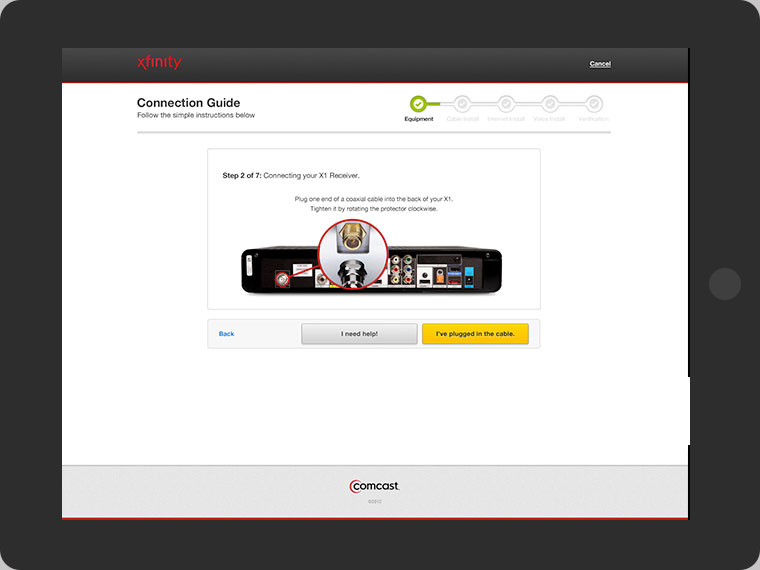 xfinity
Cancel
Connection Guide
Follow the simple instructions below
Equipment
Cable Install
Internet Install
Voice Install
Verification
Step 2 of 7: Connecting your X1 Receiver.
Plug one end of a coaxial cable into the back of your X1.
Tighten it by rotating the protector clockwise.
Back
I need help!
I've plugged in the cable.
comcast.
©2012